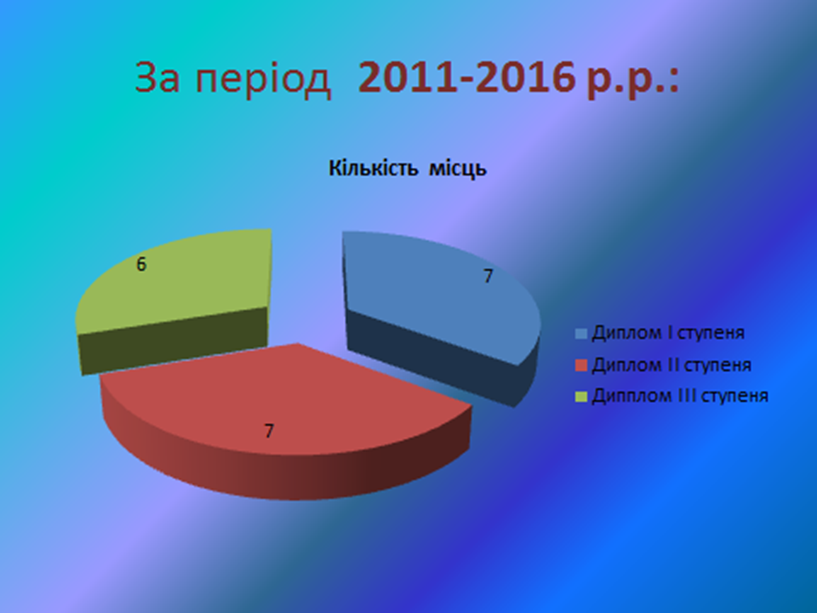 За період 2011-2016 р.р.:
Кількість місць
6
7
7
Диплом І ступеня
Диплом ІІ ступеня
Дипплом ІІІ ступеня